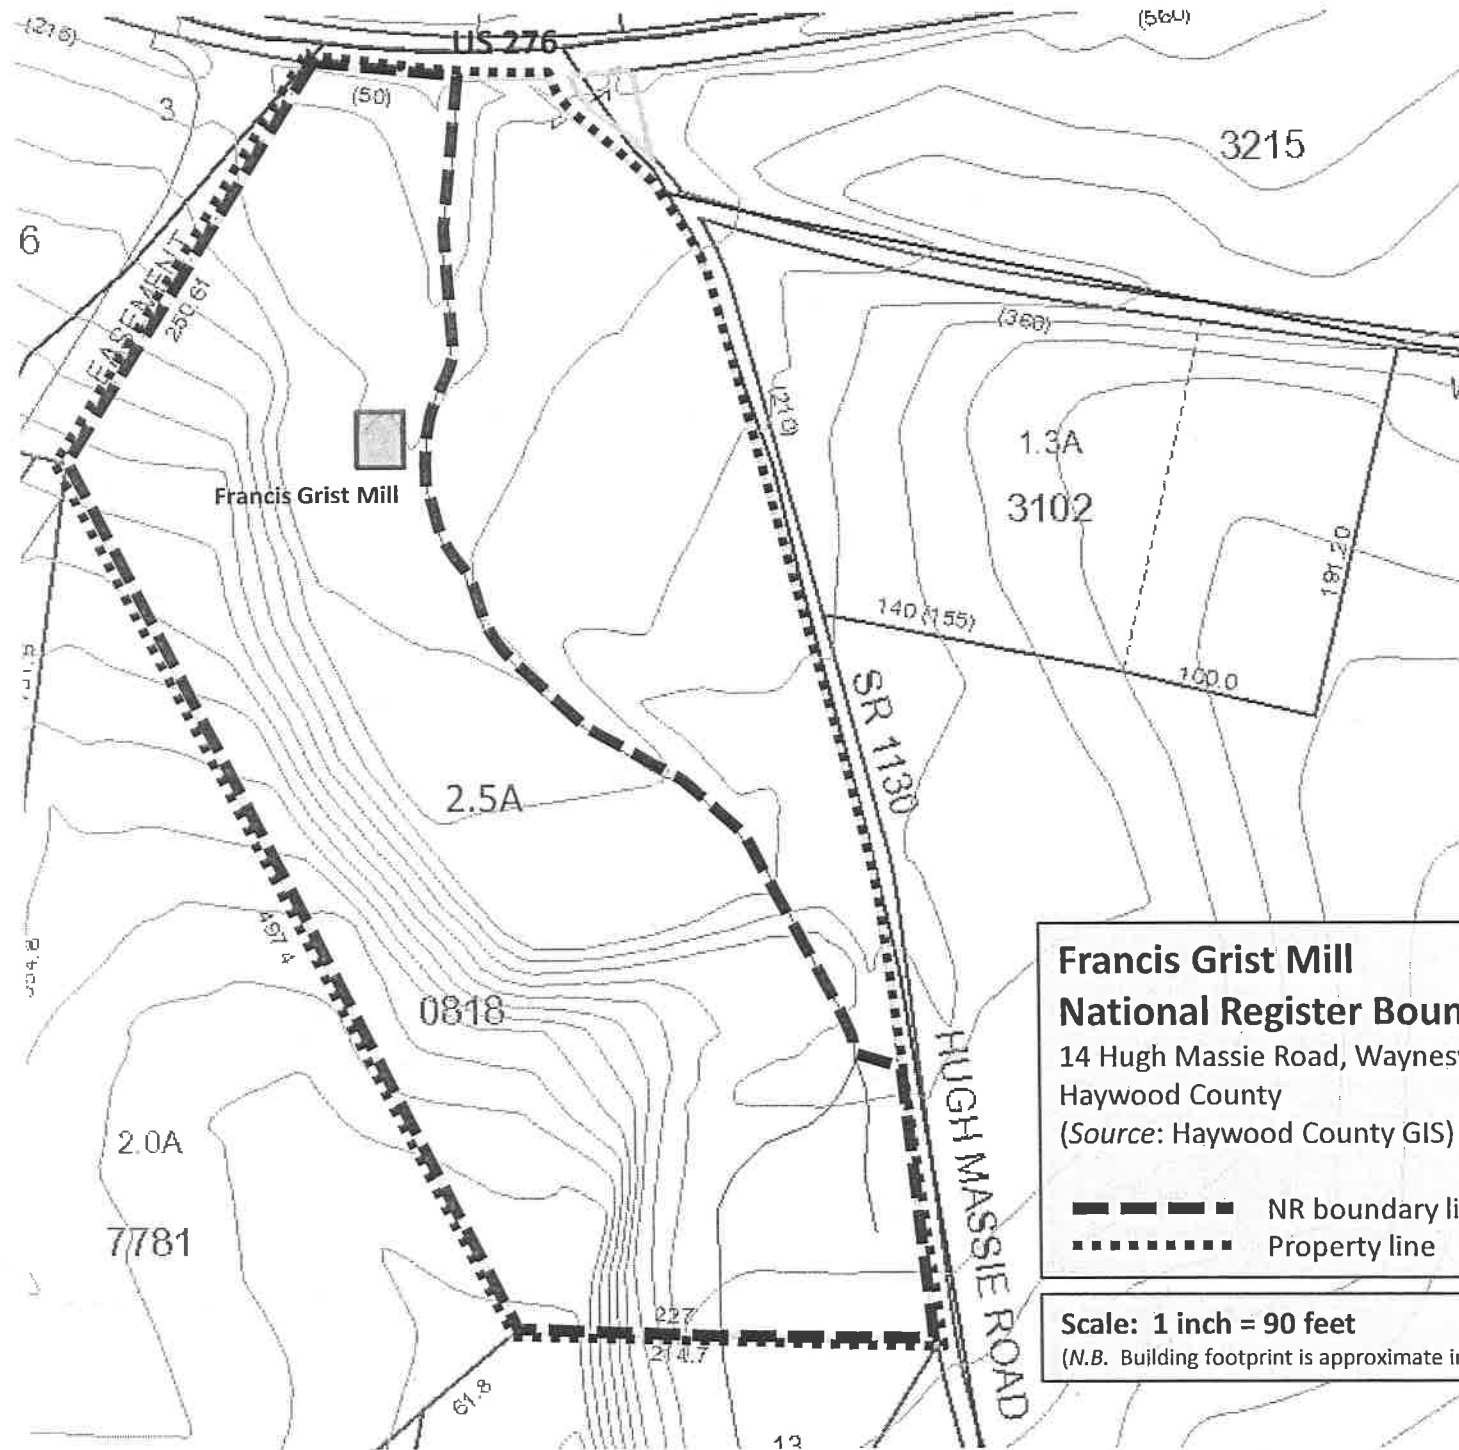 (216)
US 276
(560)
3
(50)
3215
6
EASEMENT
250.61
(360)
(210)
1.3A
3102
Francis Grist Mill
191.20
140 (155)
100.0
SR 1130
2.5A
497.4
0818
Francis Grist Mill
National Register Boun
14 Hugh Massie Road, Waynes
Haywood County
(Source: Haywood County GIS)
NR boundary li
Property line
HUGH MASSIE ROAD
2.0A
7781
Scale: 1 inch = 90 feet
(N.B. Building footprint is approximate i
227
214.7
61.8
13